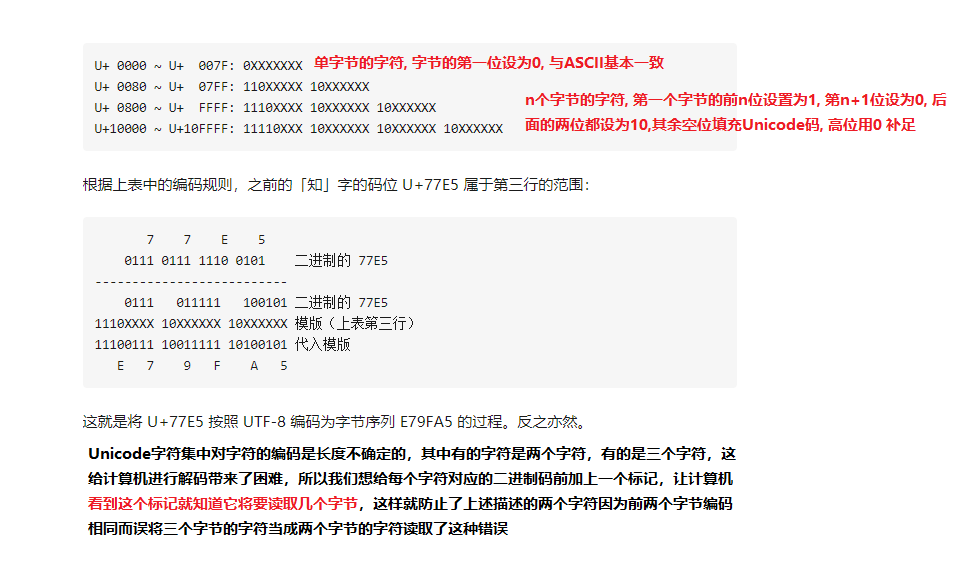 U+ 0000 ~ U+  007F: 0XXXXXXX 单字节的字符, 字节的第一位设为0, 与ASCII基本一致
U+ 0080 ~ U+  07FF: 110XXXXX 10XXXXXX
U+ 0800 ~ U+  FFFF: 1110XXXX 10XXXXXX 10XXXXXX
U+10000 ~ U+10FFFF: 11110XXX 10XXXXXX 10XXXXXX 10XXXXXX
n个字节的字符, 第一个字节的前n位设置为1, 第n+1位设为0, 后
面的两位都设为10,其余空位填充Unicode码, 高位用0 补足
根据上表中的编码规则，之前的「知」字的码位 U+77E5 属于第三行的范围：
7 7 E 5
0111 0111 1110 0101 二进制的 77E5
--------------------------
0111 011111 100101 二进制的 77E5
1110XXXX 10XXXXXX 10XXXXXX 模版（上表第三行）
11100111 10011111 10100101 代入模版
E 7 9 F A 5
这就是将 U+77E5 按照 UTF-8 编码为字节序列 E79FA5 的过程。反之亦然。
Unicode字符集中对字符的编码是长度不确定的，其中有的字符是两个字符，有的是三个字符，这
给计算机进行解码带来了困难，所以我们想给每个字符对应的二进制码前加上一个标记，让计算机
看到这个标记就知道它将要读取几个字节，这样就防止了上述描述的两个字符因为前两个字节编码
相同而误将三个字节的字符当成两个字节的字符读取了这种错误